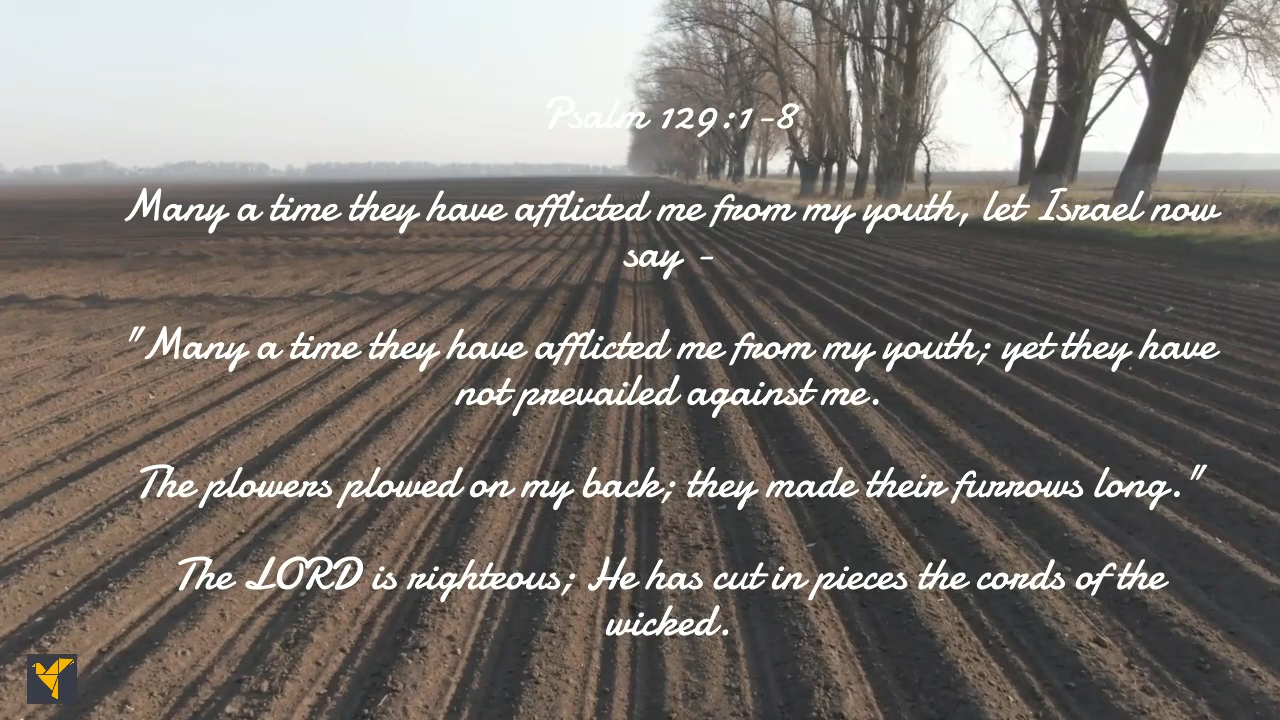 Psalm 129:1-8
Many a time they have afflicted me from my youth, let Israel now
say -
"Many a time they have afflicted me from my youth; yet they have
not prevailed against me.
The plowers plowed on my back; they made their furrows long."
The LORD is righteous; He has cut in pieces the cords of the
wicked.